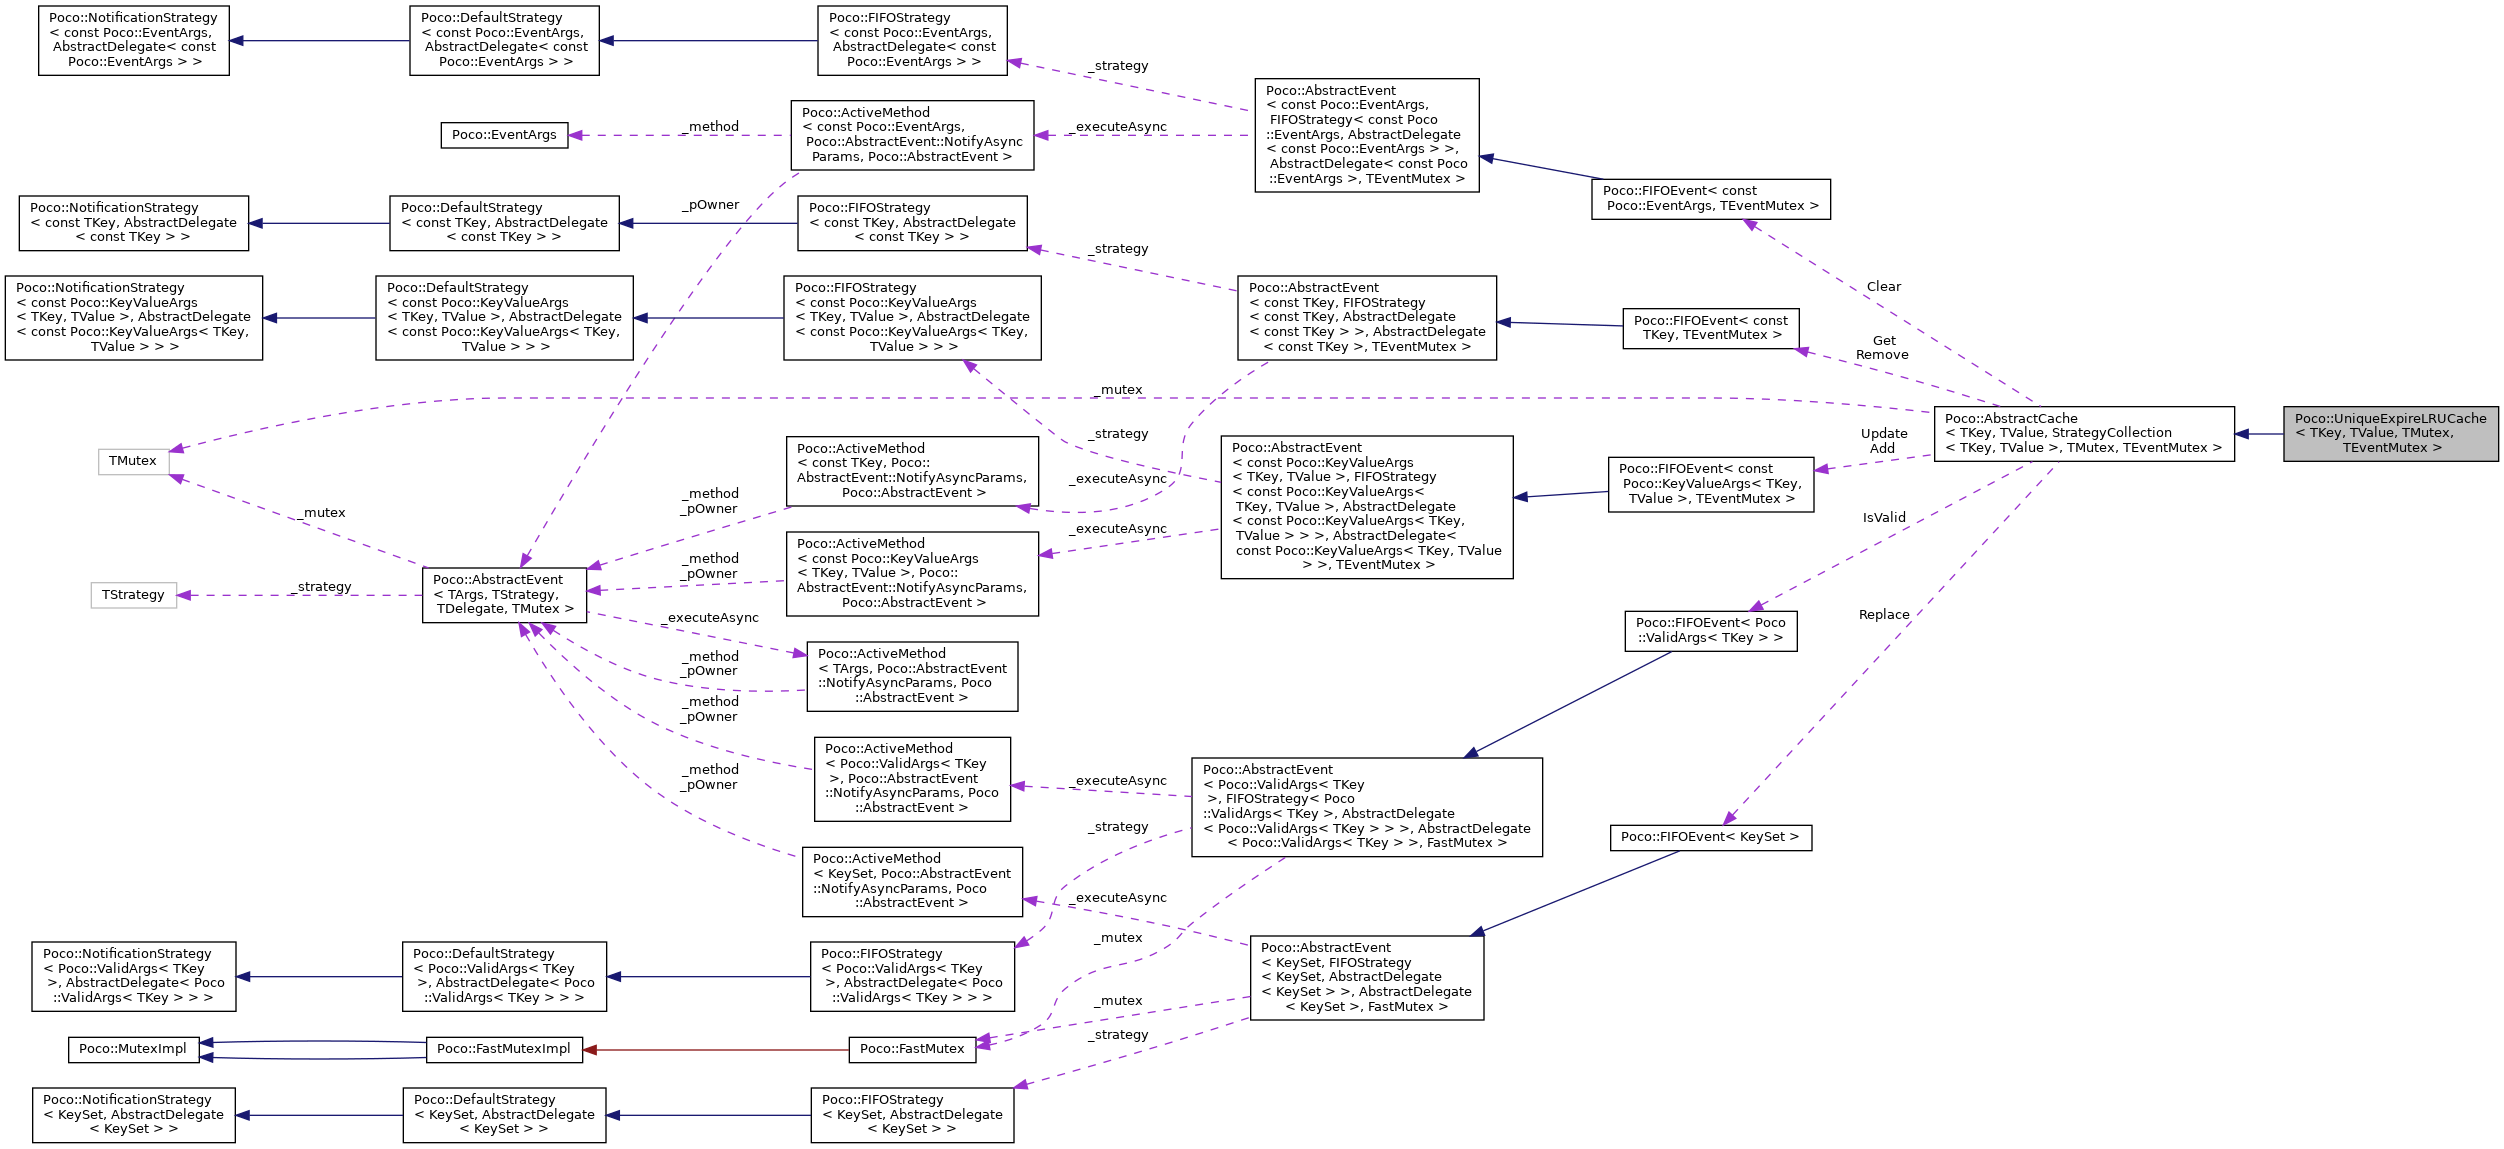 Poco::NotificationStrategy
< const Poco::EventArgs,
AbstractDelegate< const
Poco::EventArgs > >
Poco::DefaultStrategy
< const Poco::EventArgs,
AbstractDelegate< const
Poco::EventArgs > >
Poco::FIFOStrategy
< const Poco::EventArgs,
AbstractDelegate< const
Poco::EventArgs > >
_strategy
Poco::AbstractEvent
< const Poco::EventArgs,
FIFOStrategy< const Poco
::EventArgs, AbstractDelegate
< const Poco::EventArgs > >,
AbstractDelegate< const Poco
::EventArgs >, TEventMutex >
Poco::EventArgs
_method
Poco::ActiveMethod
< const Poco::EventArgs,
Poco::AbstractEvent::NotifyAsync
Params, Poco::AbstractEvent >
_executeAsync
Poco::FIFOEvent< const
Poco::EventArgs, TEventMutex >
Poco::NotificationStrategy
< const TKey, AbstractDelegate
< const TKey > >
Poco::DefaultStrategy
< const TKey, AbstractDelegate
< const TKey > >
_pOwner
Poco::FIFOStrategy
< const TKey, AbstractDelegate
< const TKey > >
_strategy
Poco::NotificationStrategy
< const Poco::KeyValueArgs
< TKey, TValue >, AbstractDelegate
< const Poco::KeyValueArgs< TKey,
TValue > > >
Poco::DefaultStrategy
< const Poco::KeyValueArgs
< TKey, TValue >, AbstractDelegate
< const Poco::KeyValueArgs< TKey,
TValue > > >
Poco::FIFOStrategy
< const Poco::KeyValueArgs
< TKey, TValue >, AbstractDelegate
< const Poco::KeyValueArgs< TKey,
TValue > > >
Poco::AbstractEvent
< const TKey, FIFOStrategy
< const TKey, AbstractDelegate
< const TKey > >, AbstractDelegate
< const TKey >, TEventMutex >
Poco::FIFOEvent< const
TKey, TEventMutex >
Clear
Get
Remove
_mutex
Poco::AbstractCache
< TKey, TValue, StrategyCollection
< TKey, TValue >, TMutex, TEventMutex >
Poco::UniqueExpireLRUCache
< TKey, TValue, TMutex,
TEventMutex >
TMutex
Poco::ActiveMethod
< const TKey, Poco::
AbstractEvent::NotifyAsyncParams,
Poco::AbstractEvent >
_strategy
_executeAsync
Poco::AbstractEvent
< const Poco::KeyValueArgs
< TKey, TValue >, FIFOStrategy
< const Poco::KeyValueArgs<
TKey, TValue >, AbstractDelegate
< const Poco::KeyValueArgs< TKey,
TValue > > >, AbstractDelegate<
const Poco::KeyValueArgs< TKey, TValue
> >, TEventMutex >
Update
Add
Poco::FIFOEvent< const
Poco::KeyValueArgs< TKey,
TValue >, TEventMutex >
_mutex
_method
_pOwner
_executeAsync
IsValid
Poco::ActiveMethod
< const Poco::KeyValueArgs
< TKey, TValue >, Poco::
AbstractEvent::NotifyAsyncParams,
Poco::AbstractEvent >
_method
_pOwner
TStrategy
_strategy
Poco::AbstractEvent
< TArgs, TStrategy,
TDelegate, TMutex >
_executeAsync
Replace
Poco::FIFOEvent< Poco
::ValidArgs< TKey > >
Poco::ActiveMethod
< TArgs, Poco::AbstractEvent
::NotifyAsyncParams, Poco
::AbstractEvent >
_method
_pOwner
_method
_pOwner
Poco::ActiveMethod
< Poco::ValidArgs< TKey
>, Poco::AbstractEvent
::NotifyAsyncParams, Poco
::AbstractEvent >
_method
_pOwner
_executeAsync
Poco::AbstractEvent
< Poco::ValidArgs< TKey
>, FIFOStrategy< Poco
::ValidArgs< TKey >, AbstractDelegate
< Poco::ValidArgs< TKey > > >, AbstractDelegate
< Poco::ValidArgs< TKey > >, FastMutex >
_strategy
Poco::FIFOEvent< KeySet >
Poco::ActiveMethod
< KeySet, Poco::AbstractEvent
::NotifyAsyncParams, Poco
::AbstractEvent >
_executeAsync
_mutex
Poco::AbstractEvent
< KeySet, FIFOStrategy
< KeySet, AbstractDelegate
< KeySet > >, AbstractDelegate
< KeySet >, FastMutex >
Poco::NotificationStrategy
< Poco::ValidArgs< TKey
>, AbstractDelegate< Poco
::ValidArgs< TKey > > >
Poco::DefaultStrategy
< Poco::ValidArgs< TKey
>, AbstractDelegate< Poco
::ValidArgs< TKey > > >
Poco::FIFOStrategy
< Poco::ValidArgs< TKey
>, AbstractDelegate< Poco
::ValidArgs< TKey > > >
_mutex
_strategy
Poco::MutexImpl
Poco::FastMutexImpl
Poco::FastMutex
Poco::NotificationStrategy
< KeySet, AbstractDelegate
< KeySet > >
Poco::DefaultStrategy
< KeySet, AbstractDelegate
< KeySet > >
Poco::FIFOStrategy
< KeySet, AbstractDelegate
< KeySet > >